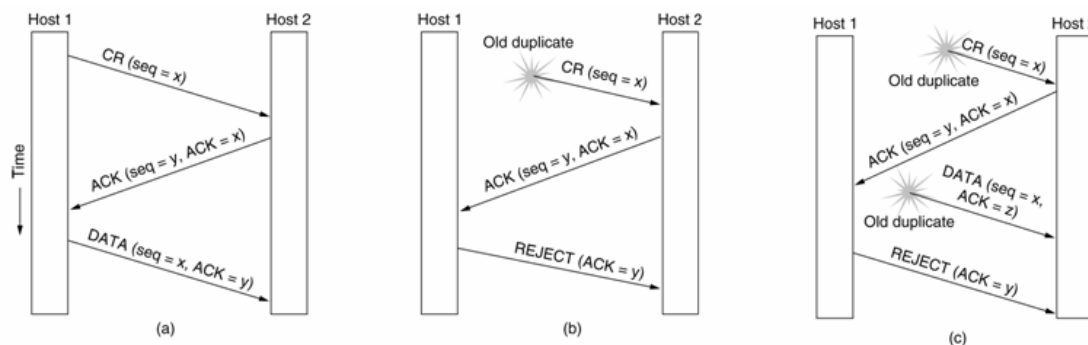 Host 1
Host 2
CR (seq = x)
ACK (seq = y, ACK = x)
DATA (seq = x, ACK = y)
Time
(a)
Host 1
Host 2
Old duplicate
CR (seq = x)
ACK (seq = y, ACK = x)
REJECT (ACK = y)
(b)
Host 1
Host
CR (seq = x)
Old duplicate
ACK (seq = y, ACK = x)
DATA (seq = x,
ACK = z)
Old duplicate
REJECT (ACK = y)
(c)